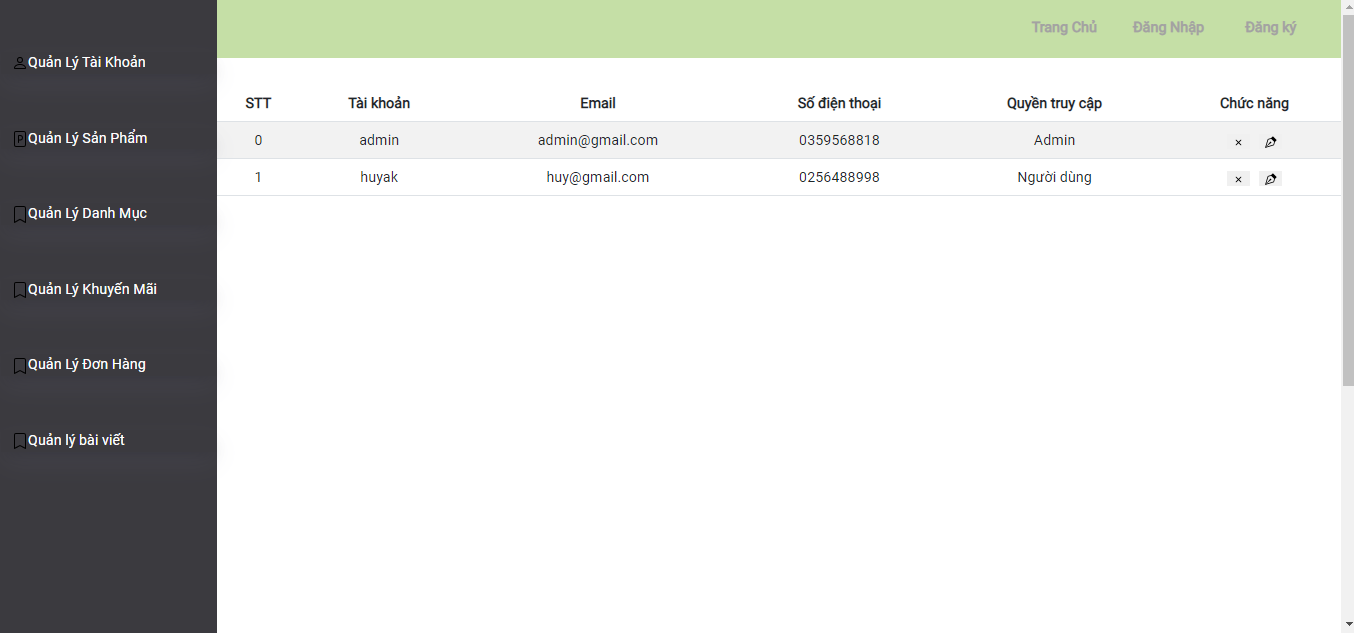 Trang Chủ Đăng Nhập Đăng ký
Quản Lý Tài Khoản
Quản Lý Sản Phẩm
Quản Lý Danh Mục
Quản Lý Khuyến Mãi
Quản Lý Đơn Hàng
Quản lý bài viết
STT Tài khoản Email Số điện thoại Quyền truy cập Chức năng
0 admin admin@gmail.com 0359568818 Admin
1 huyak huy@gmail.com 0256488998 Người dùng